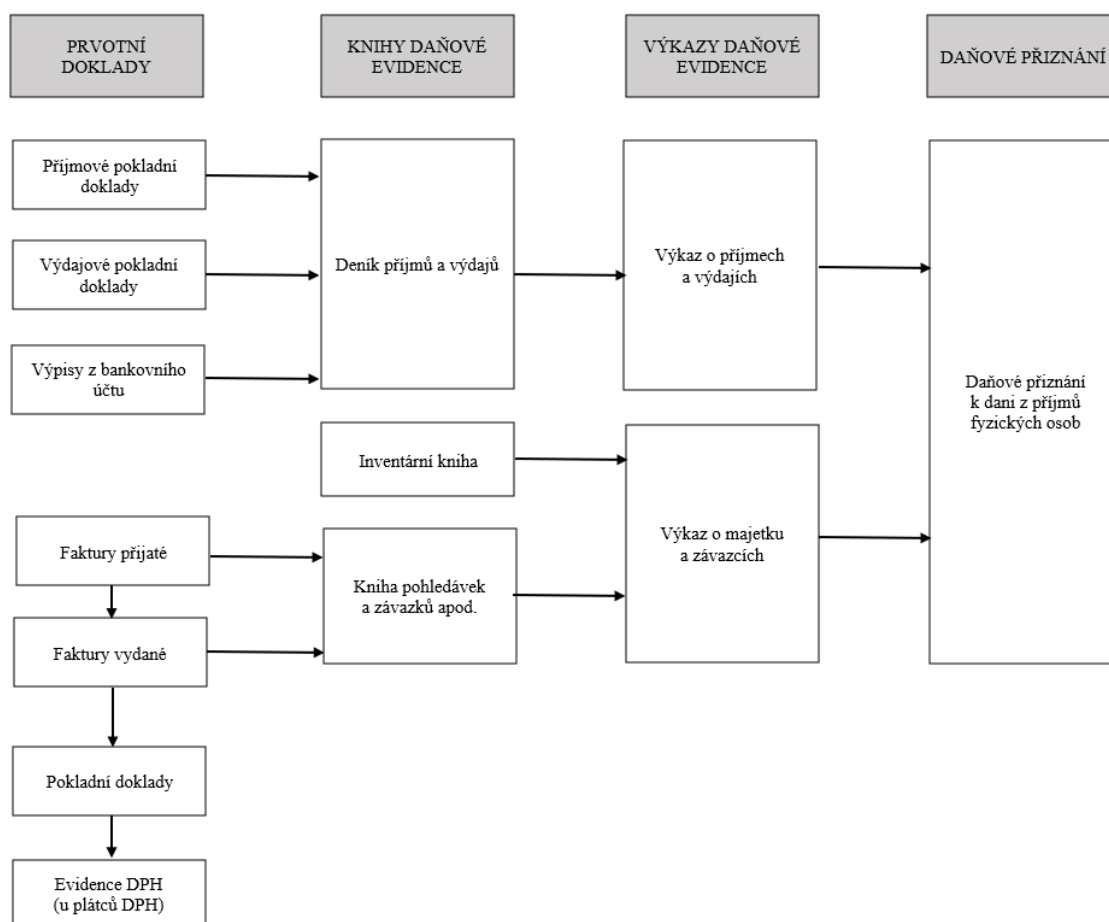 PRVOTNÍ
DOKLADY
KNIHY DAŇOVÉ
EVIDENCE
VÝKAZY DAŇOVÉ
EVIDENCE
DAŇOVÉ PŘIZNÁNÍ
Příjmové pokladní
doklady
Výdajové pokladní
doklady
Výpisy z bankovního
účtu
Deník příjmů a výdajů
Výkaz o příjmech
a výdajích
Daňové přiznání
k dani z příjmů
fyzických osob
Inventární kniha
Faktury přijaté
Faktury vydané
Kniha pohledávek
a závazků apod.
Výkaz o majetku
a závazcích
Pokladní doklady
Evidence DPH
(u plátců DPH)